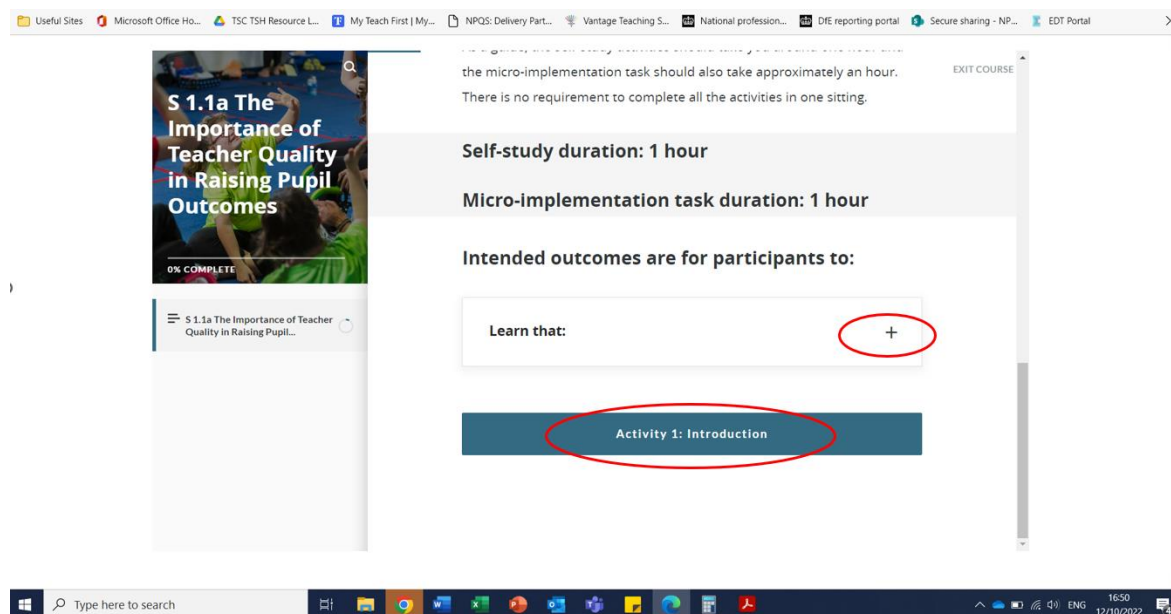 Useful Sites Microsoft Office Ho... TSC TSH Resource L... My Teach First | My... NPQS: Delivery Part... Vantage Teaching S... National profession... DfE reporting portal Secure sharing - NP... EDT Portal
the micro-implementation task should also take approximately an hour.
There is no requirement to complete all the activities in one sitting.
EXIT COURSE
S 1.1a The
Importance of
Teacher Quality
in Raising Pupil
Outcomes
0% COMPLETE
S 1.1a The Importance of Teacher
Quality in Raising Pupil...
Self-study duration: 1 hour
Micro-implementation task duration: 1 hour
Intended outcomes are for participants to:
Learn that: +
Activity 1: Introduction
Type here to search
ENG
16:50
12/10/2022